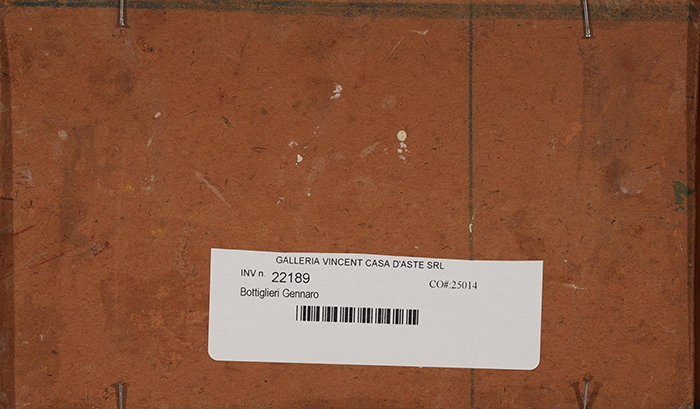 GALLERIA VINCENT CASA D'ASTE SRL
INV n. 22189 CO#:25014
Bottiglieri Gennaro